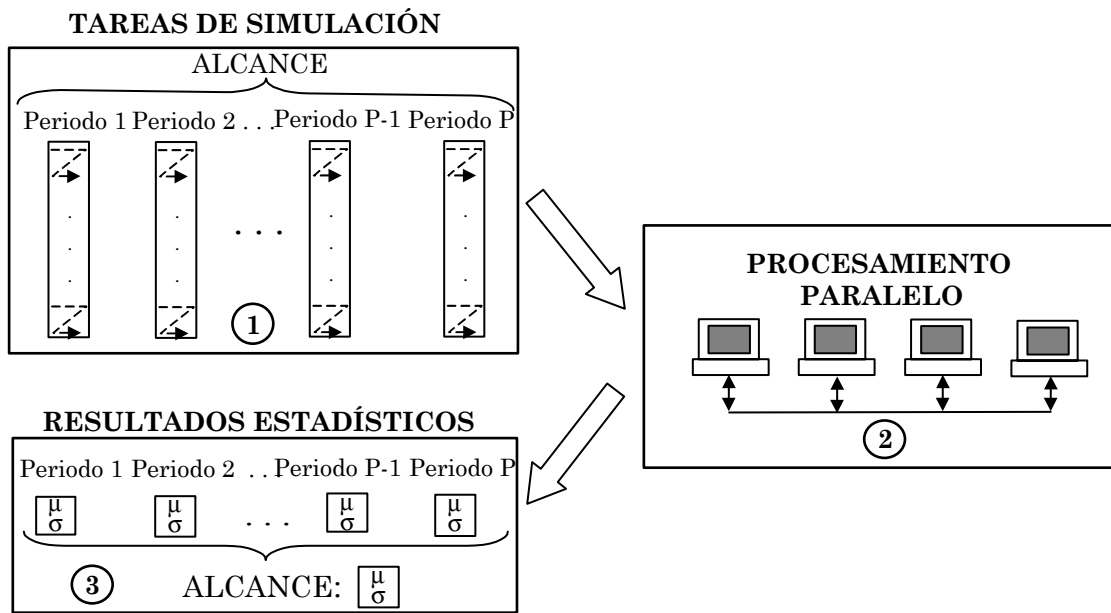 TAREAS DE SIMULACIÓN
ALCANCE
Periodo 1 Periodo 2 . . . Periodo P-1 Periodo P
. . . .
. . . .
. . .
. . . .
1
PROCESAMIENTO
PARALELO
2
RESULTADOS ESTADÍSTICOS
Periodo 1 Periodo 2 . . . Periodo P-1 Periodo P
μ μ μ μ
σ σ . . . σ σ
3 ALCANCE: μ
σ